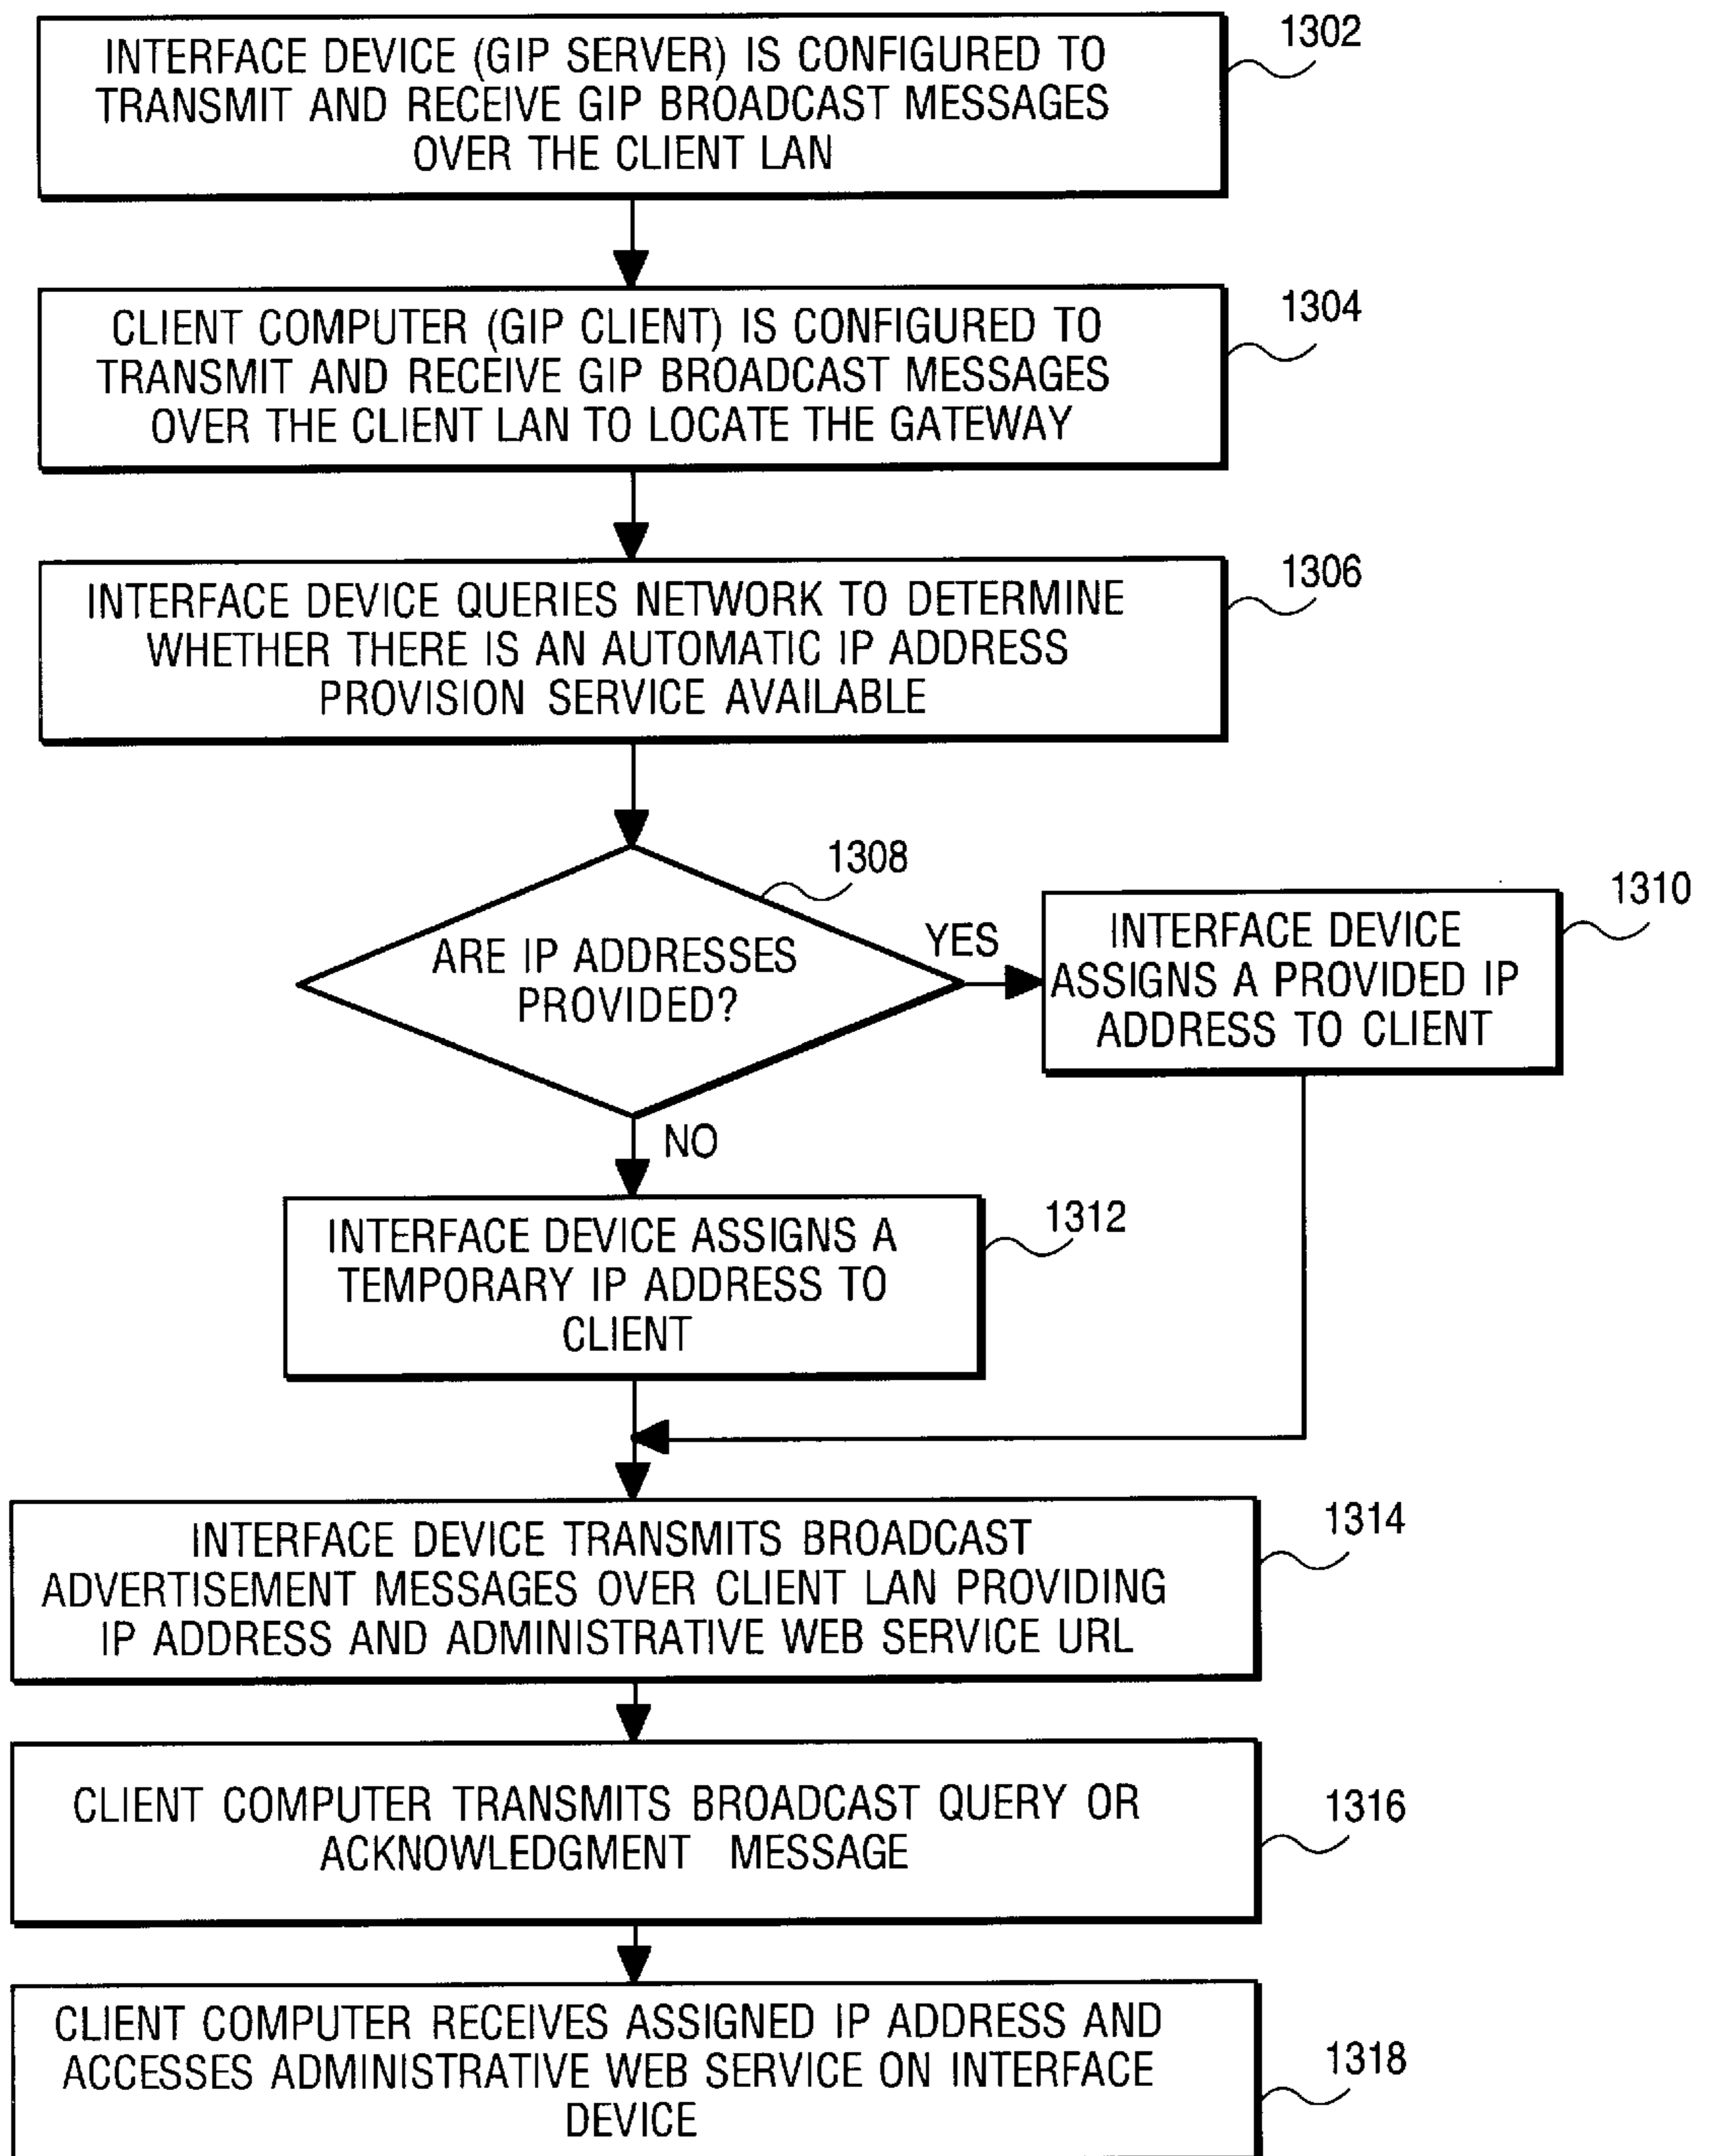 INTERFACE DEVICE (GIP SERVER) IS CONFIGURED TO
TRANSMIT AND RECEIVE GIP BROADCAST MESSAGES
OVER THE CLIENT LAN
1302
CLIENT COMPUTER (GIP CLIENT) IS CONFIGURED TO
TRANSMIT AND RECEIVE GIP BROADCAST MESSAGES
OVER THE CLIENT LAN TO LOCATE THE GATEWAY
1304
INTERFACE DEVICE QUERIES NETWORK TO DETERMINE
WHETHER THERE IS AN AUTOMATIC IP ADDRESS
PROVISION SERVICE AVAILABLE
1306
ARE IP ADDRESSES
PROVIDED?
1308
YES
INTERFACE DEVICE
ASSIGNS A PROVIDED IP
ADDRESS TO CLIENT
1310
NO
INTERFACE DEVICE ASSIGNS A
TEMPORARY IP ADDRESS TO
CLIENT
1312
INTERFACE DEVICE TRANSMITS BROADCAST
ADVERTISEMENT MESSAGES OVER CLIENT LAN PROVIDING
IP ADDRESS AND ADMINISTRATIVE WEB SERVICE URL
1314
CLIENT COMPUTER TRANSMITS BROADCAST QUERY OR
ACKNOWLEDGMENT MESSAGE
1316
CLIENT COMPUTER RECEIVES ASSIGNED IP ADDRESS AND
ACCESSES ADMINISTRATIVE WEB SERVICE ON INTERFACE
DEVICE
1318